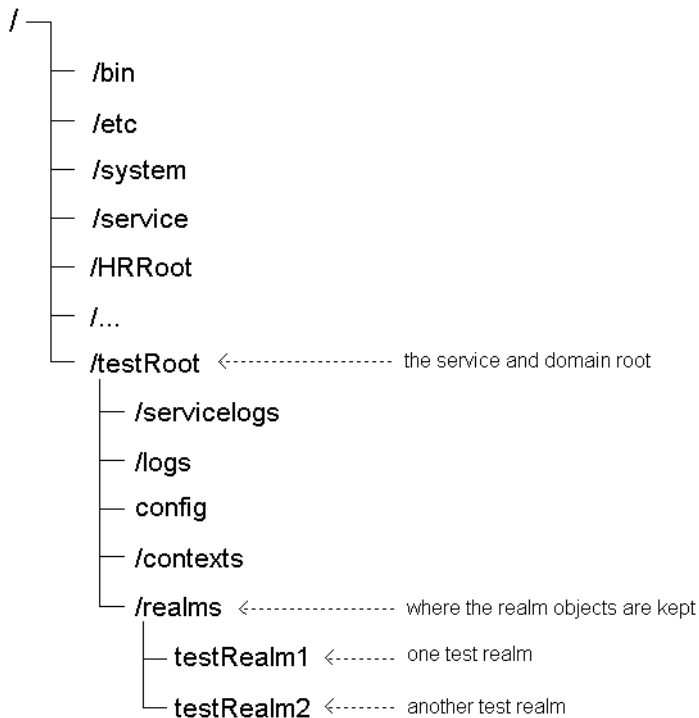 /
/bin
/etc
/system
/service
/HRRoot
/...
/testRoot the service and domain root
/servicelogs
/logs
config
/contexts
/realms where the realm objects are kept
testRealm1 one test realm
testRealm2 another test realm